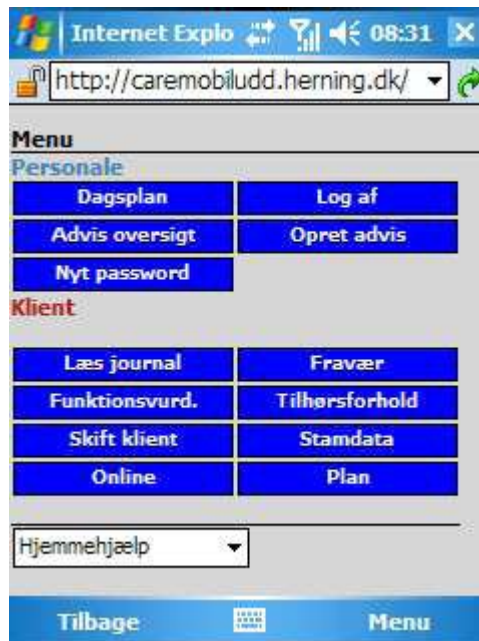 Internet Explo 08:31
http://caremobiludd.herning.dk/
Menu
Personale
Dagsplan Log af
Advis oversigt Opret advis
Nyt password
Klient
Læs journal Fravær
Funktionsvurd. Tilhørsforhold
Skift klient Stamdata
Online Plan
Hjemmehjælp
Tilbage Menu